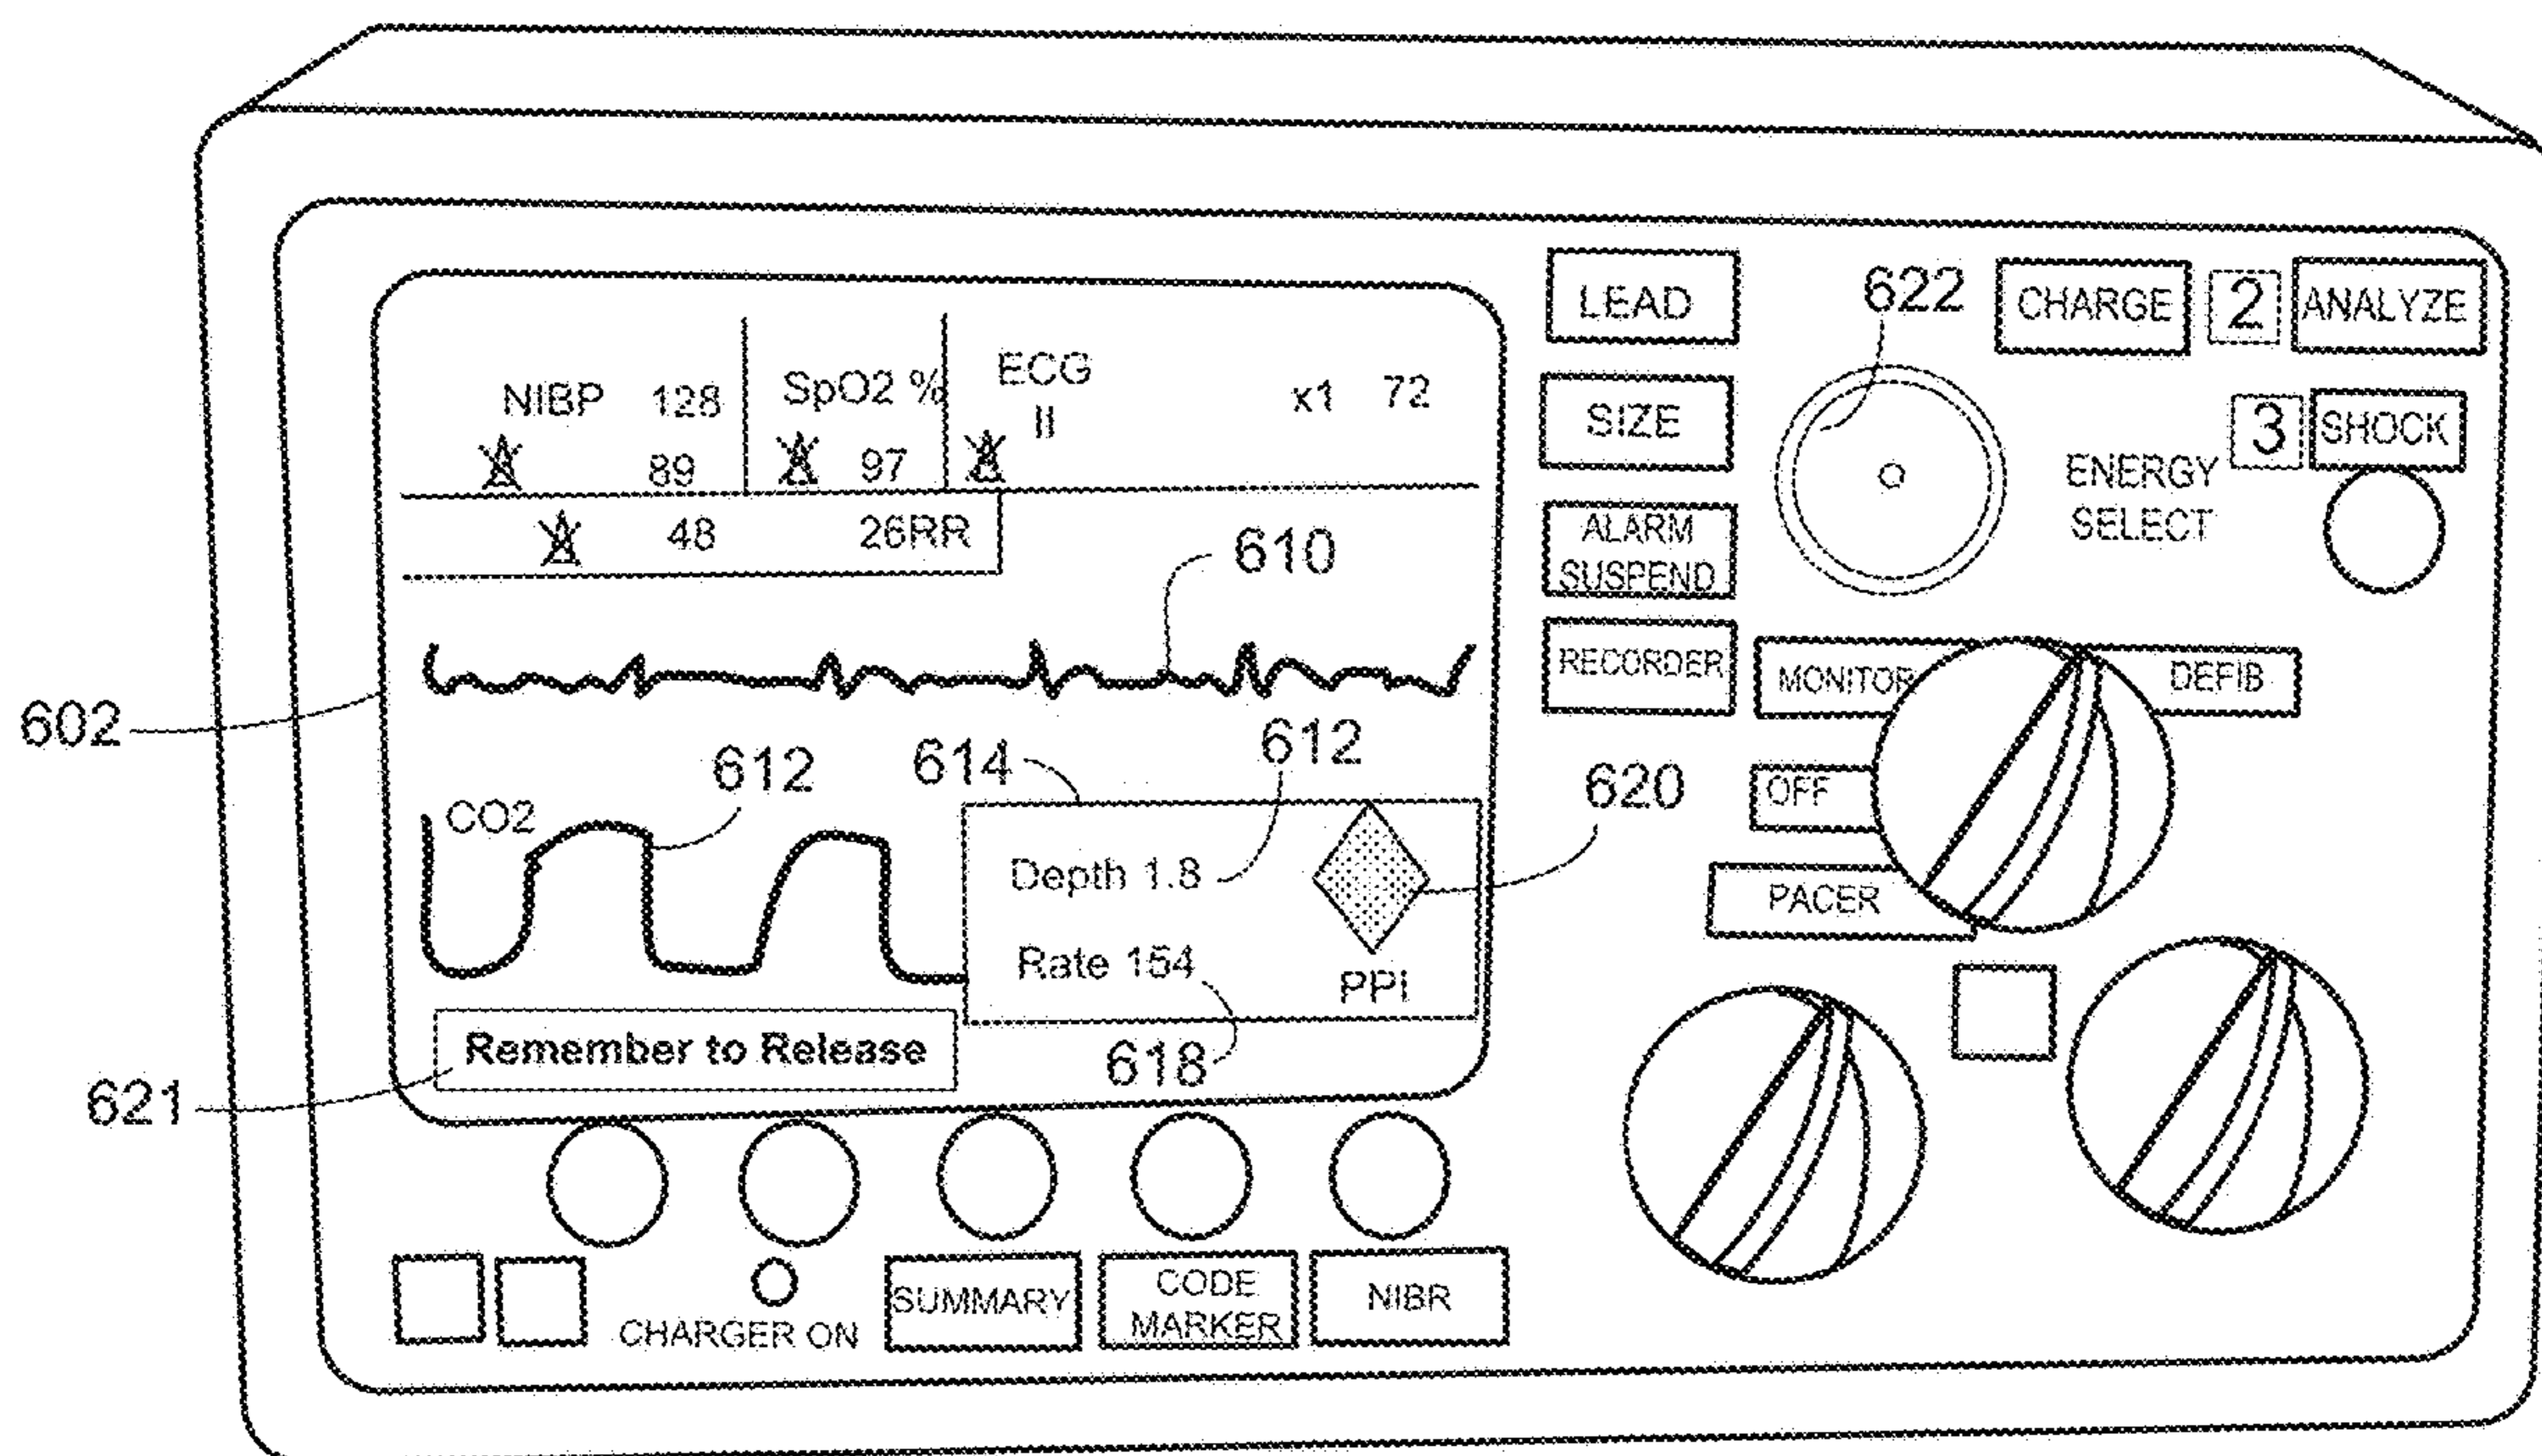 LEAD
622
CHARGE
2
ANALYZE
NIBP 128
SpO2 %
ECG
II
x1 72
SIZE
3
SHOCK
89
97
ENERGY
SELECT
48
26RR
610
ALARM
SUSPEND
RECORDER
MONITOR
DEFIB
602
612
614
612
620
OFF
CO2
Depth 1.8
PACER
Rate 154
PPI
Remember to Release
618
621
CHARGER ON
SUMMARY
CODE
MARKER
NIBR